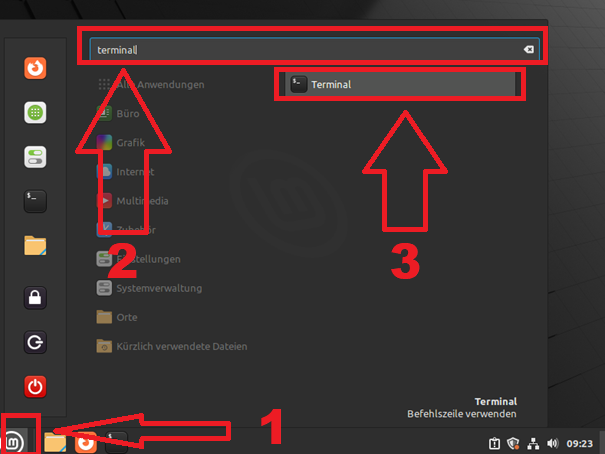 terminal
Alle Anwendungen
Terminal
Büro
Grafik
Internet
Multimedia
Zubehör
Einstellungen
Systemverwaltung
Orte
Kürzlich verwendete Dateien
2
3
1
Terminal
Befehlszeile verwenden
09:23